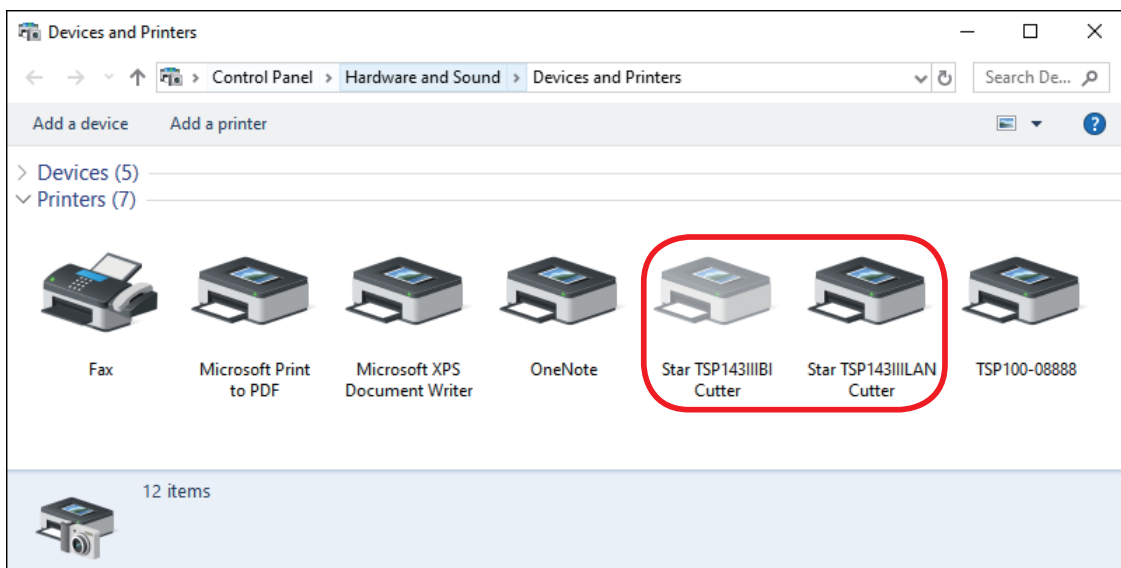 Devices and Printers
Control Panel > Hardware and Sound > Devices and Printers
Search De...
Add a device
Add a printer
?
Devices (5)
Printers (7)
Fax
Microsoft Print
to PDF
Microsoft XPS
Document Writer
OneNote
Star TSP143IIIBI
Cutter
Star TSP143IIILAN
Cutter
TSP100-08888
12 items